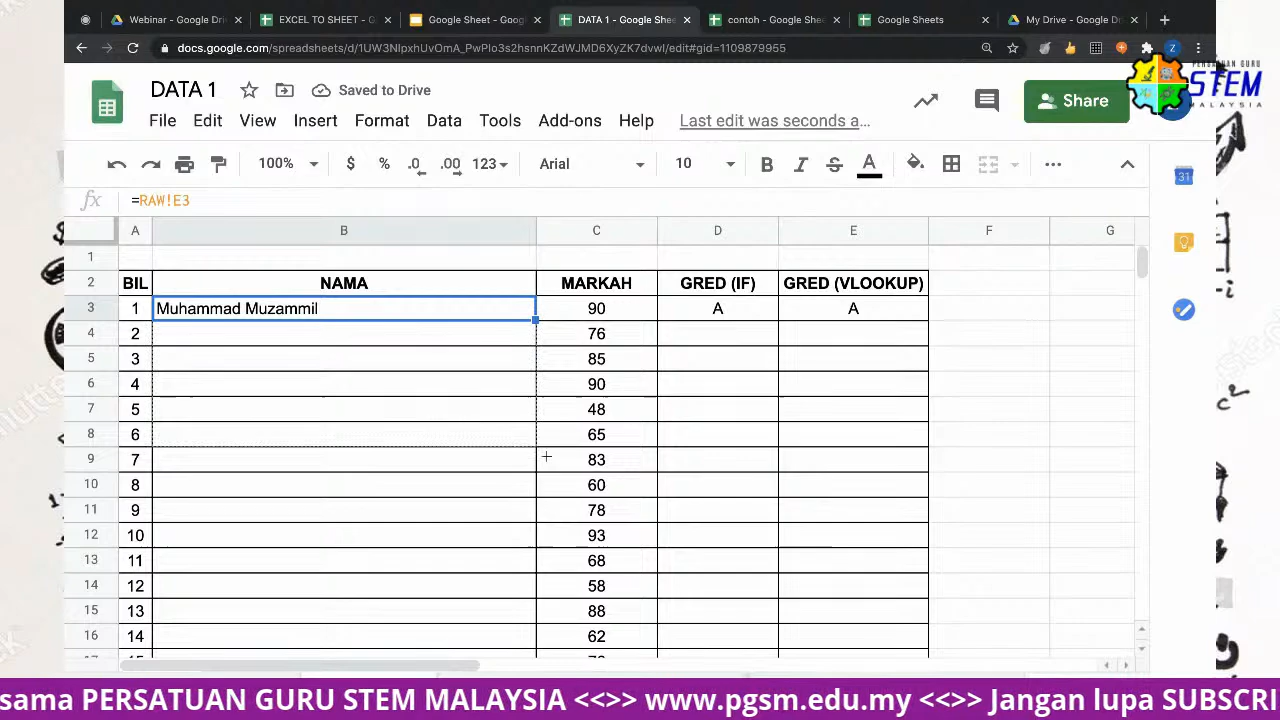 Webinar - Google Dri
EXCEL TO SHEET - G
Google Sheet - Goog
DATA 1 - Google Shee
contoh - Google She
Google Sheets
My Drive - Google Dr
docs.google.com/spreadsheets/d/1UW3NlpxhUvOmA_PwPlo3s2hsnnKZdWJMD6XyZK7dvwI/edit#gid=1109879955
PERSATUAN GURU
STEM
MALAYSIA
DATA 1
Saved to Drive
File Edit View Insert Format Data Tools Add-ons Help Last edit was seconds a...
Share
100% $ % .0 .00 123 Arial 10 B I S A
31
fx =RAW!E3
A B C D E F G
1
2 BIL NAMA MARKAH GRED (IF) GRED (VLOOKUP)
3 1 Muhammad Muzammil 90 A A
4 2 76
5 3 85
6 4 90
7 5 48
8 6 65
9 7 83
10 8 60
11 9 78
12 10 93
13 11 68
14 12 58
15 13 88
16 14 62
sama PERSATUAN GURU STEM MALAYSIA <<>> www.pgsm.edu.my <<>> Jangan lupa SUBSCRI